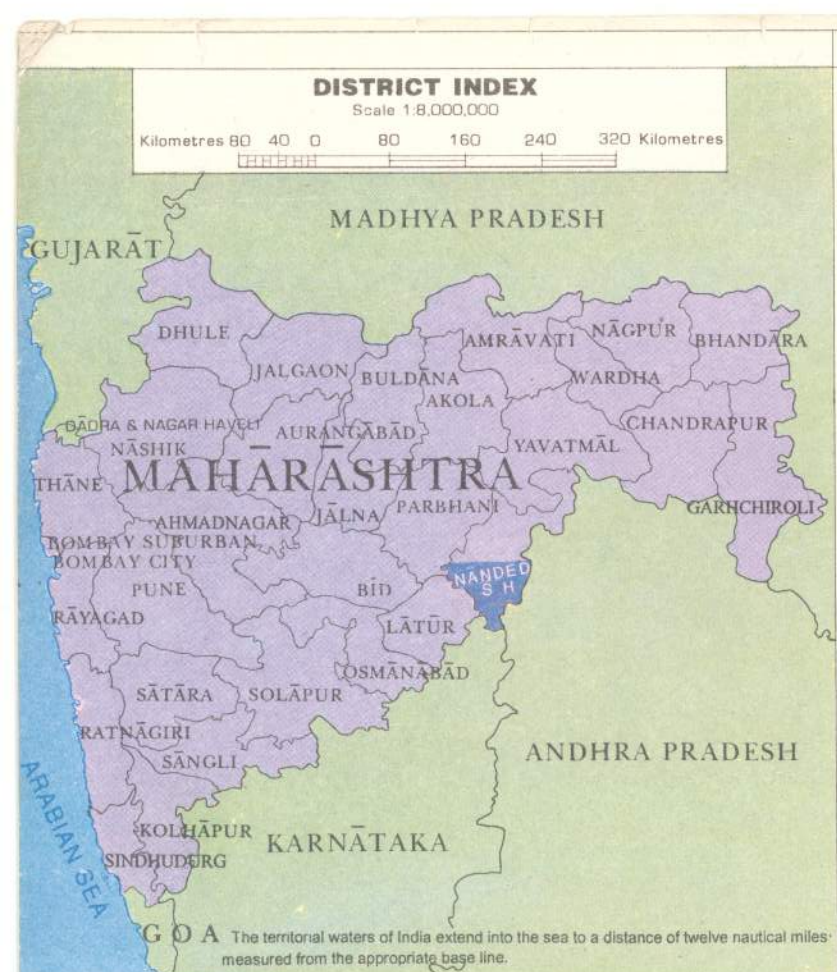 DISTRICT INDEX
Scale 1:8,000,000
Kilometres 80 40 0 80 160 240 320 Kilometres
MADHYA PRADESH
GUJARĀT
DHULE
AMRĀVATI
NĀGPUR
BHANDĀRA
JALGAON
BULDĀNA
WARDHA
AKOLA
DĀDRA & NAGAR HAVELI
AURANGĀBĀD
CHANDRAPUR
NĀSHIK
YAVATMĀL
THĀNE
MAHĀRĀSHTRA
PARBHANI
GARHCHIROLI
AHMADNAGAR
JĀLNA
BOMBAY SUBURBAN
BOMBAY CITY
NĀNDED
S H
PUNE
BĪD
RĀYAGAD
LĀTŪR
OSMĀNĀBĀD
SĀTĀRA
SOLĀPUR
RATNĀGIRI
SĀNGLI
ANDHRA PRADESH
ARABIAN SEA
KOLHĀPUR
KARNĀTAKA
SINDHUDURG
GOA The territorial waters of India extend into the sea to a distance of twelve nautical miles
measured from the appropriate base line.